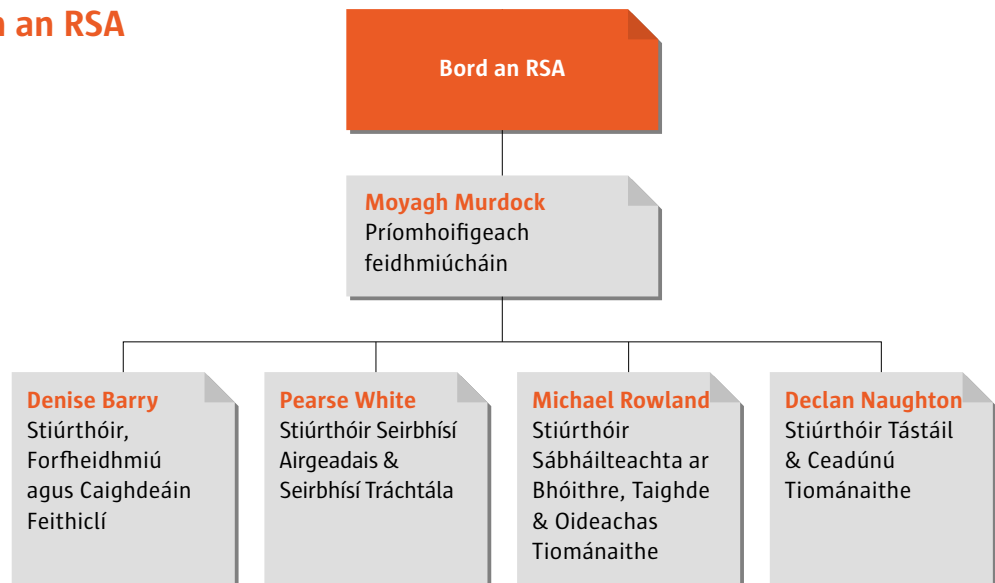 an RSA
Bord an RSA
Moyagh Murdock
Príomhoifigeach
feidhmiúcháin
Denise Barry
Stiúrthóir,
Forfheidhmiú
agus Caighdeáin
Feithiclí
Pearse White
Stiúrthóir Seirbhísí
Airgeadais &
Seirbhísí Tráchtála
Michael Rowland
Stiúrthóir
Sábháilteachta ar
Bhóithre, Taighde
& Oideachas
Tiománaithe
Declan Naughton
Stiúrthóir Tástáil
& Ceadúnú
Tiománaithe